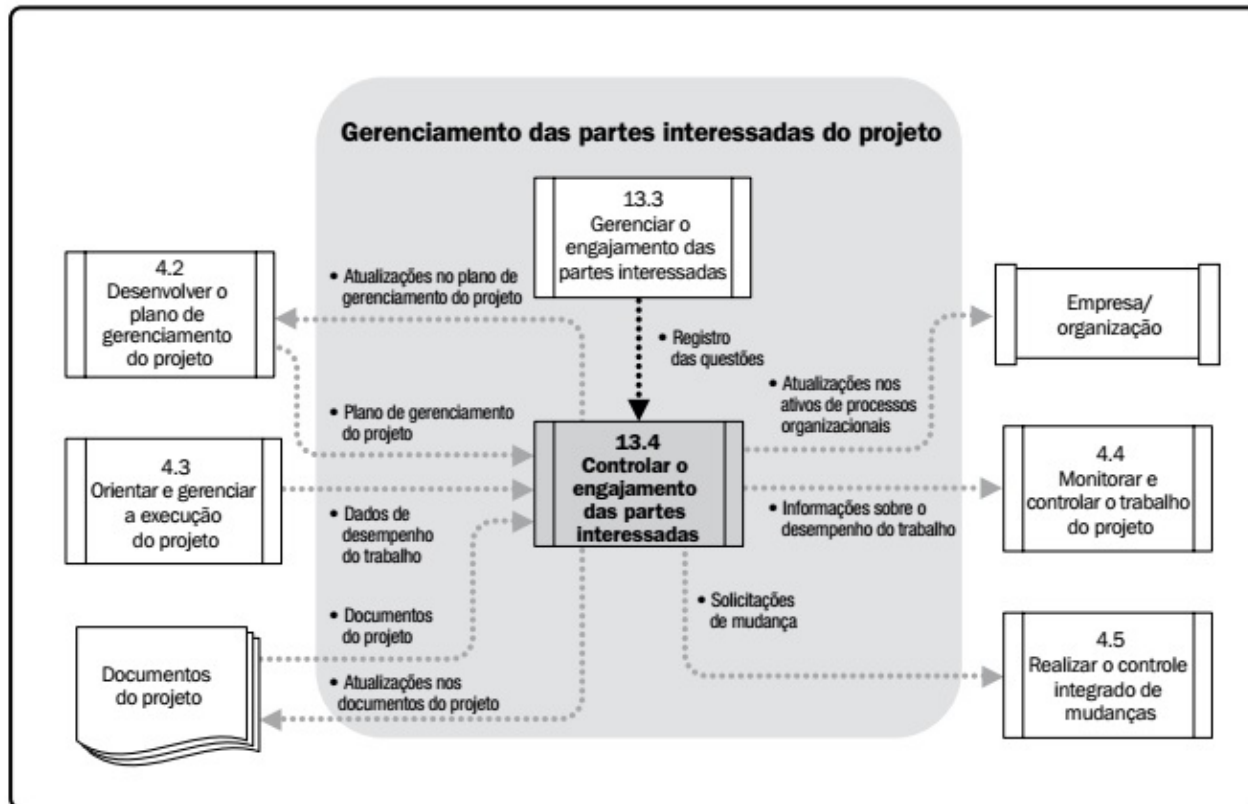 Gerenciamento das partes interessadas do projeto
13.3
Gerenciar o
engajamento das
partes interessadas
4.2
Desenvolver o
plano de
gerenciamento
do projeto
• Atualizações no plano de
gerenciamento do projeto
Empresa/
organização
• Registro
das questões
• Atualizações nos
ativos de processos
organizacionais
• Plano de gerenciamento
do projeto
13.4
Controlar o
engajamento
das partes
interessadas
4.3
Orientar e gerenciar
a execução
do projeto
4.4
Monitorar e
controlar o trabalho
do projeto
• Dados de
desempenho
do trabalho
• Informações sobre o
desempenho do trabalho
• Solicitações
de mudança
• Documentos
do projeto
Documentos
do projeto
• Atualizações nos
documentos do projeto
4.5
Realizar o controle
integrado de
mudanças